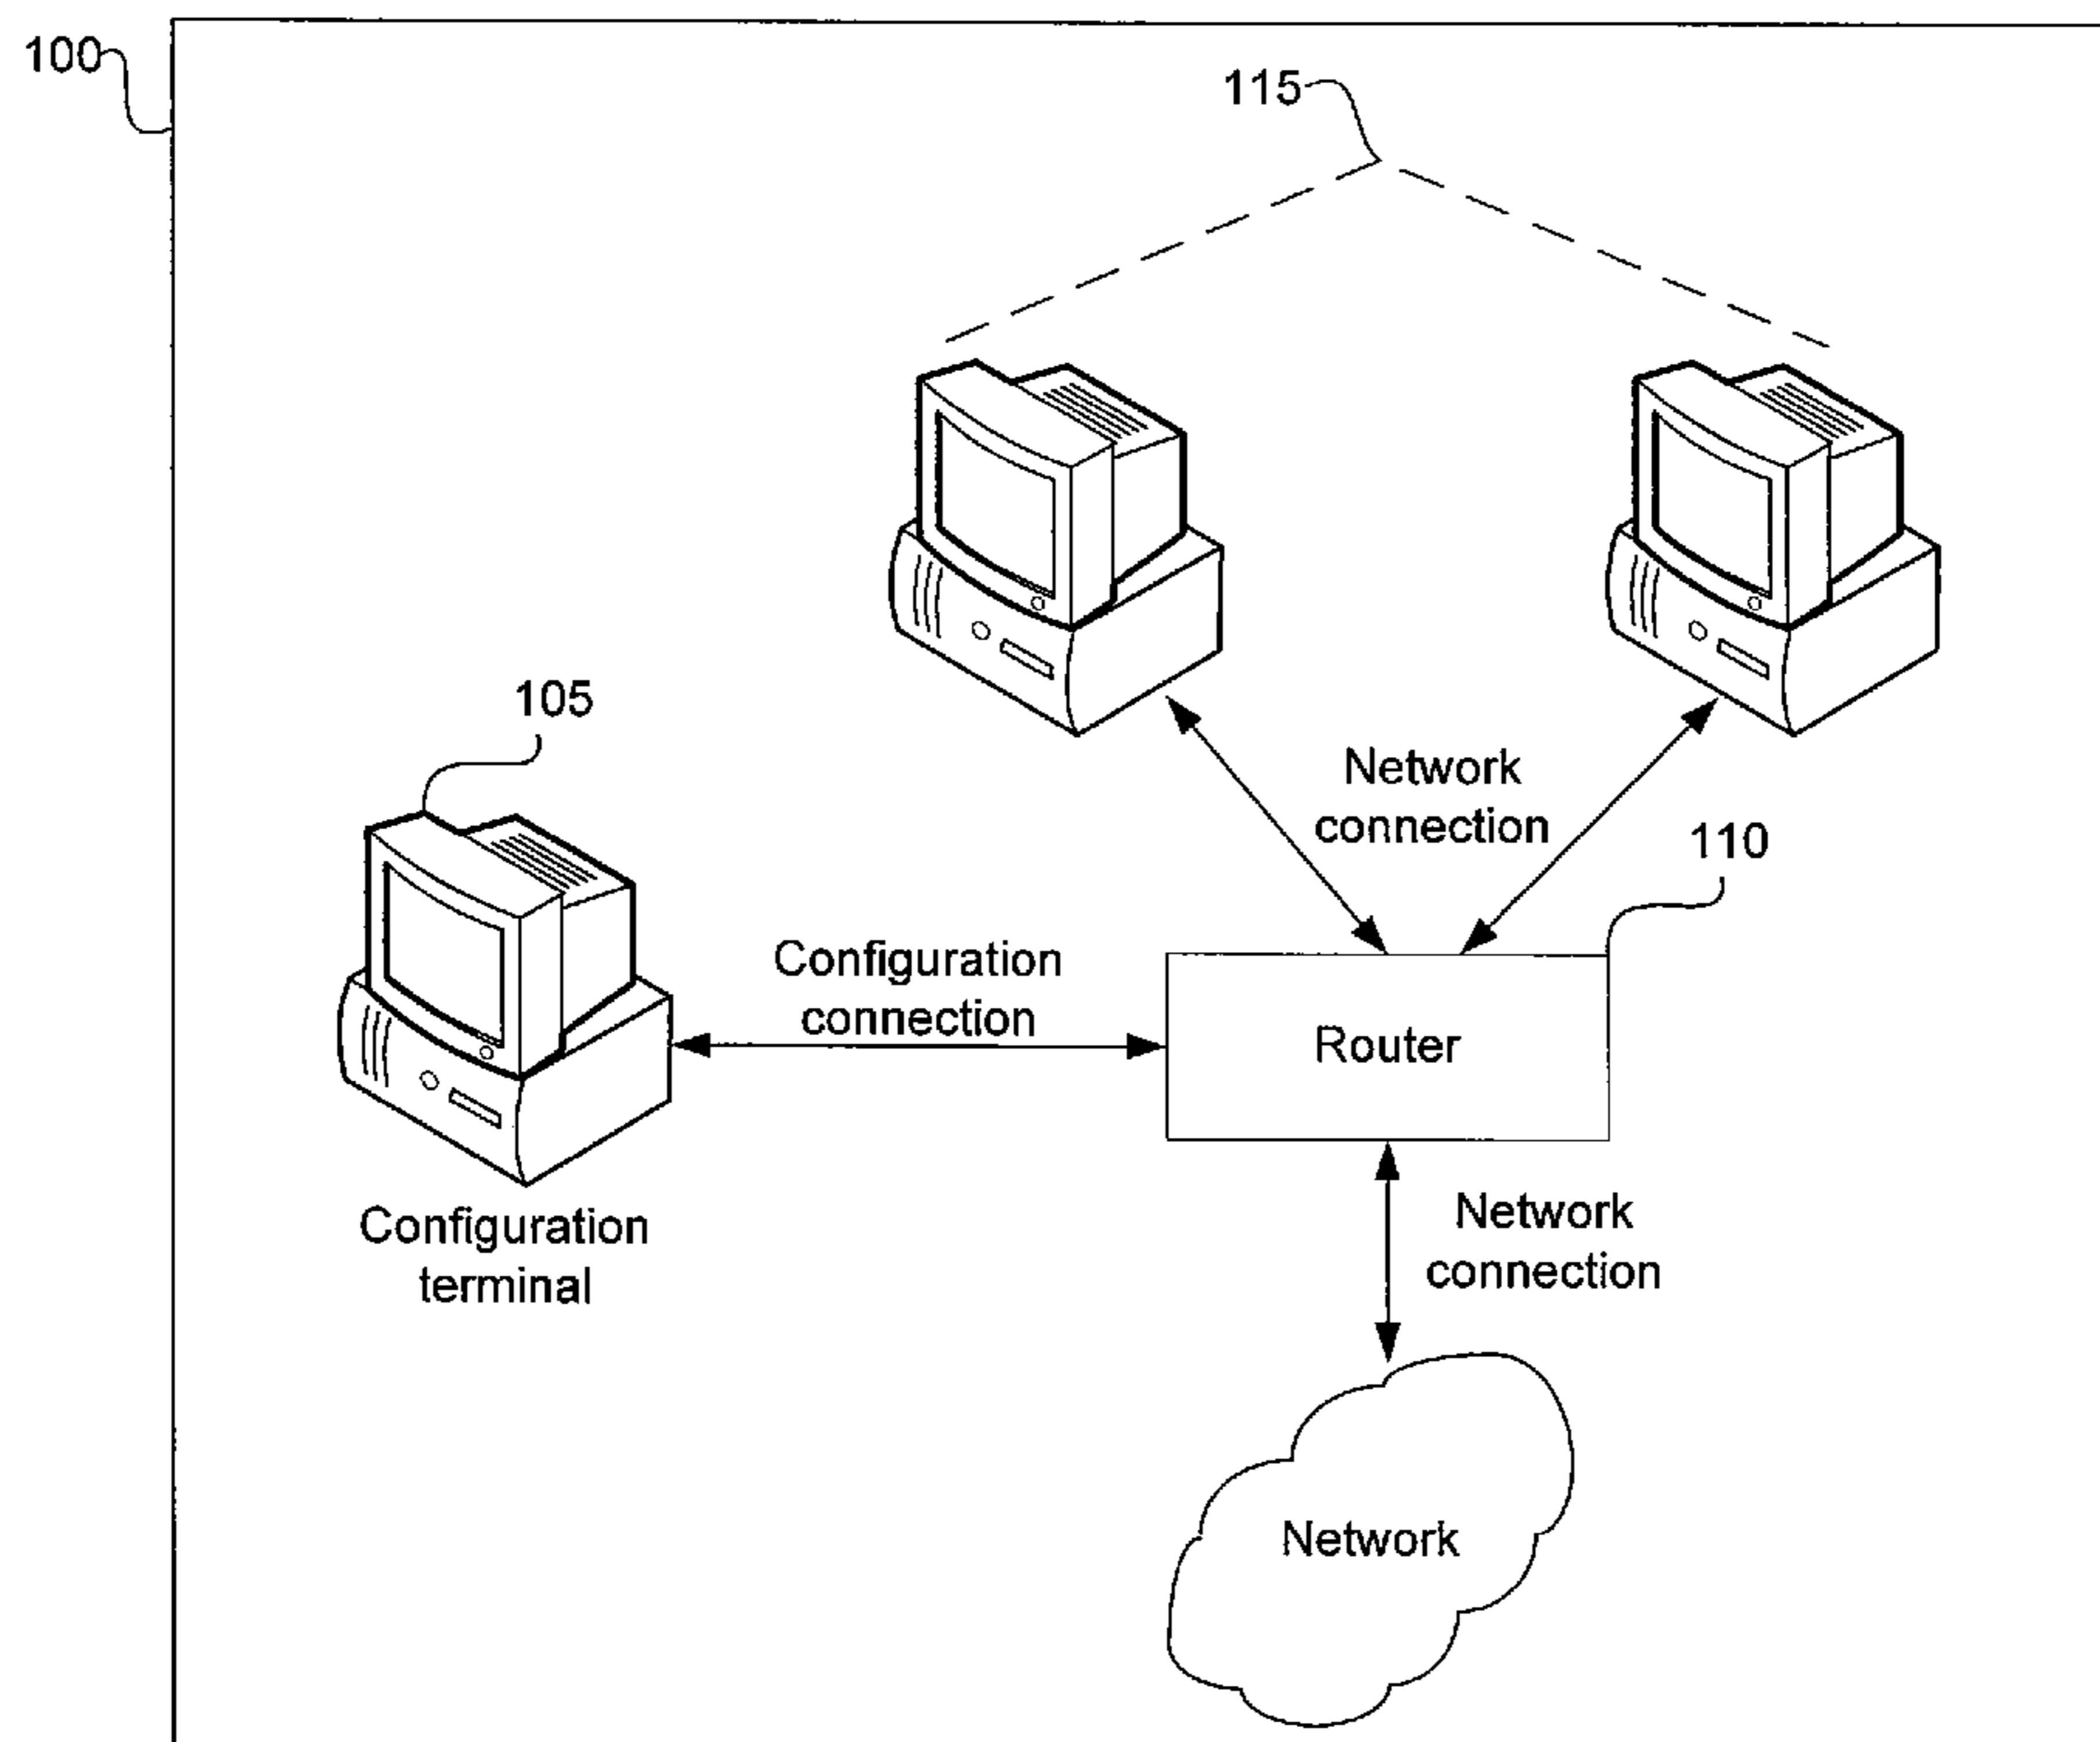 100
115
105
Network
connection
110
Configuration
connection
Router
Configuration
terminal
Network
connection
Network